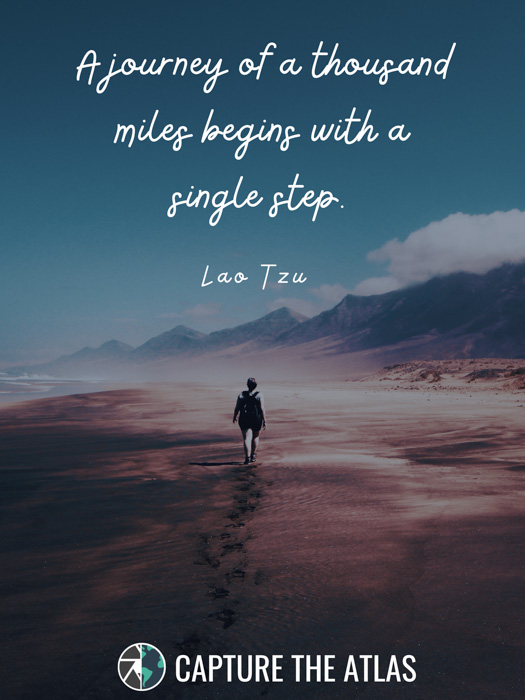 A journey of a thousand
miles begins with a
single step.
Lao Tzu
CAPTURE THE ATLAS